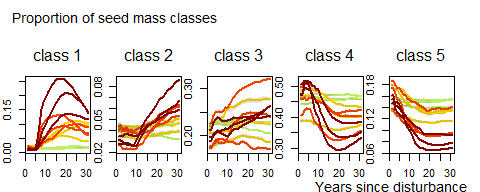 Proportion of seed mass classes
class 1 class 2 class 3 class 4 class 5
0.00 0.15
0.02 0.05 0.08
0.20 0.30
0.30 0.40 0.50
0.06 0.12 0.18
0 10 20 30 0 10 20 30 0 10 20 30 0 10 20 30 0 10 20 30
Years since disturbance